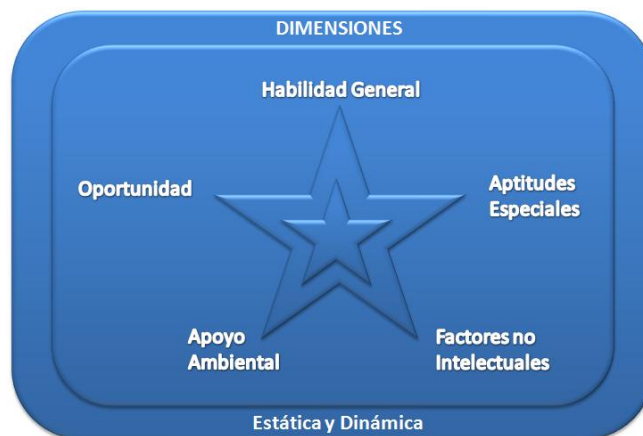 DIMENSIONES
Habilidad General
Oportunidad
Aptitudes
Especiales
Apoyo
Ambiental
Factores no
Intelectuales
Estática y Dinámica